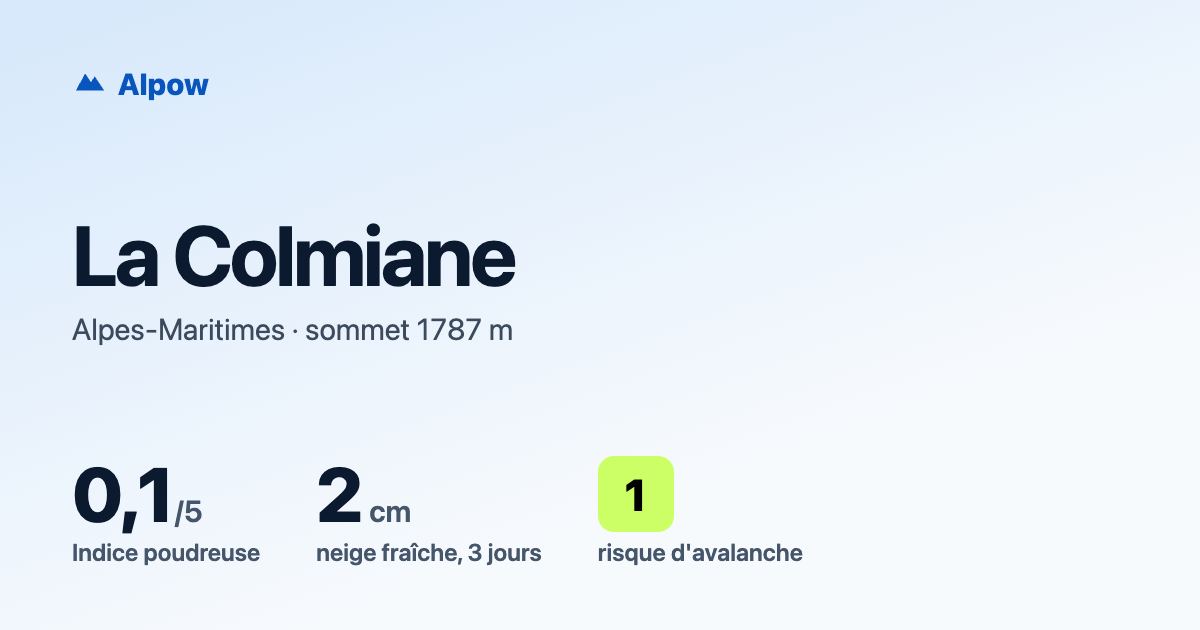 Alpow
La Colmiane
Alpes-Maritimes · sommet 1787 m
0,1/5
Indice poudreuse
2 cm
neige fraîche, 3 jours
1
risque d'avalanche